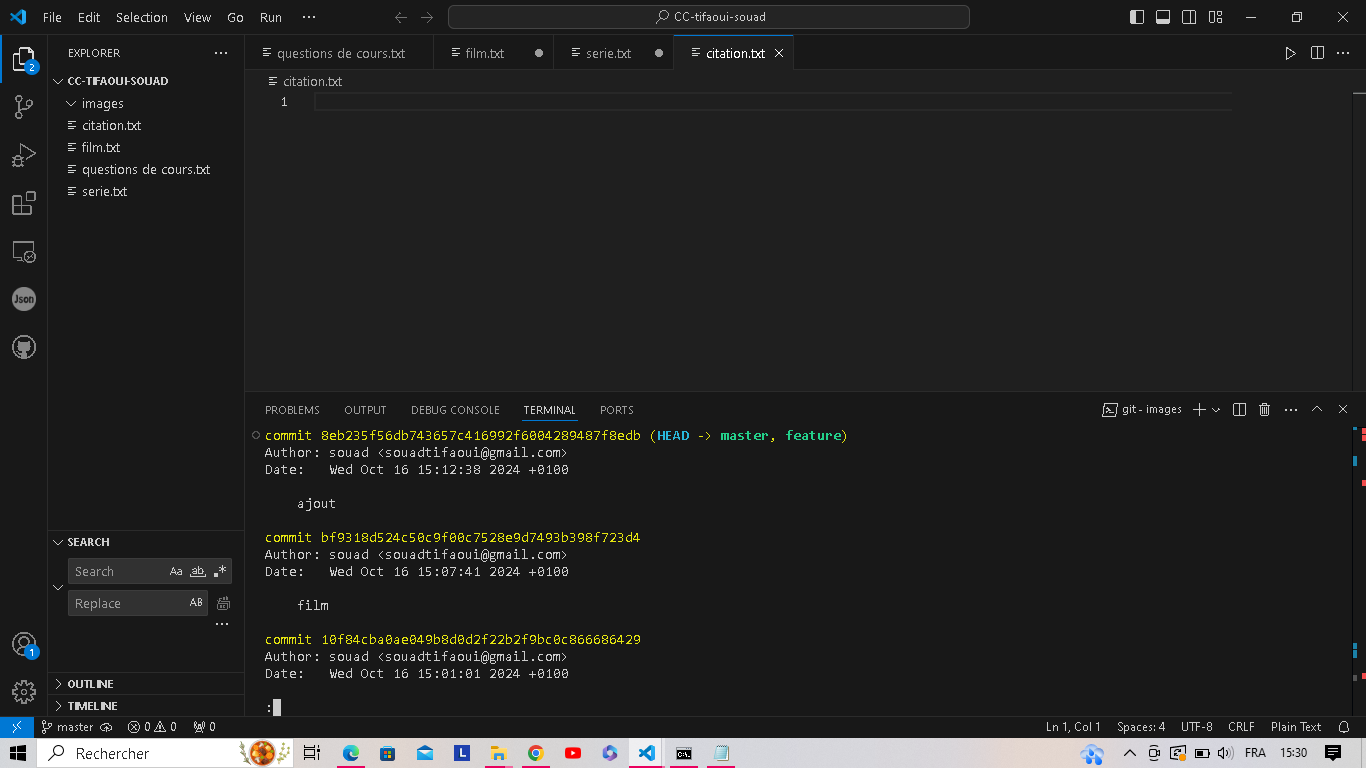 File Edit Selection View Go Run ··· CC-tifaoui-souad
EXPLORER ···
CC-TIFAOUI-SOUAD
images
citation.txt
film.txt
questions de cours.txt
serie.txt
questions de cours.txt film.txt serie.txt citation.txt
citation.txt
1
PROBLEMS OUTPUT DEBUG CONSOLE TERMINAL PORTS git - images
commit 8eb235f56db743657c416992f6004289487f8edb (HEAD -> master, feature)
Author: souad <souadtifaoui@gmail.com>
Date:   Wed Oct 16 15:12:38 2024 +0100
ajout
commit bf9318d524c50c9f00c7528e9d7493b398f723d4
Author: souad <souadtifaoui@gmail.com>
Date:   Wed Oct 16 15:07:41 2024 +0100
film
commit 10f84cba0ae049b8d0d2f22b2f9bc0c866686429
Author: souad <souadtifaoui@gmail.com>
Date:   Wed Oct 16 15:01:01 2024 +0100
:
SEARCH
Search Aa ab
Replace AB
···
OUTLINE
TIMELINE
2
Json
1
master 0 0 0 Ln 1, Col 1 Spaces: 4 UTF-8 CRLF Plain Text
Rechercher L FRA 15:30